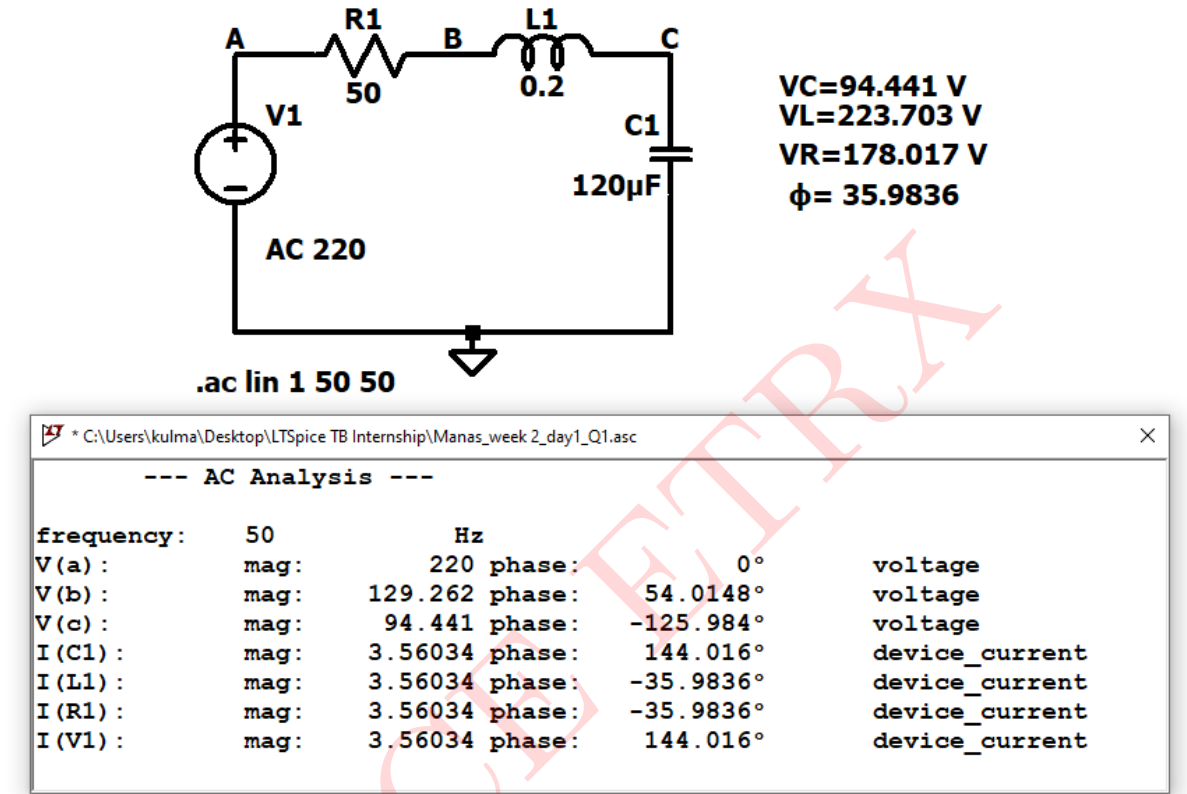 A R1 B L1 C
50 0.2
V1
C1
120µF
AC 220
.ac lin 1 50 50
VC=94.441 V
VL=223.703 V
VR=178.017 V
ϕ= 35.9836
LT * C:\Users\kulma\Desktop\LTSpice TB Internship\Manas_week 2_day1_Q1.asc
--- AC Analysis ---
frequency: 50 Hz
V(a): mag: 220 phase: 0° voltage
V(b): mag: 129.262 phase: 54.0148° voltage
V(c): mag: 94.441 phase: -125.984° voltage
I(C1): mag: 3.56034 phase: 144.016° device_current
I(L1): mag: 3.56034 phase: -35.9836° device_current
I(R1): mag: 3.56034 phase: -35.9836° device_current
I(V1): mag: 3.56034 phase: 144.016° device_current
CE ETRX